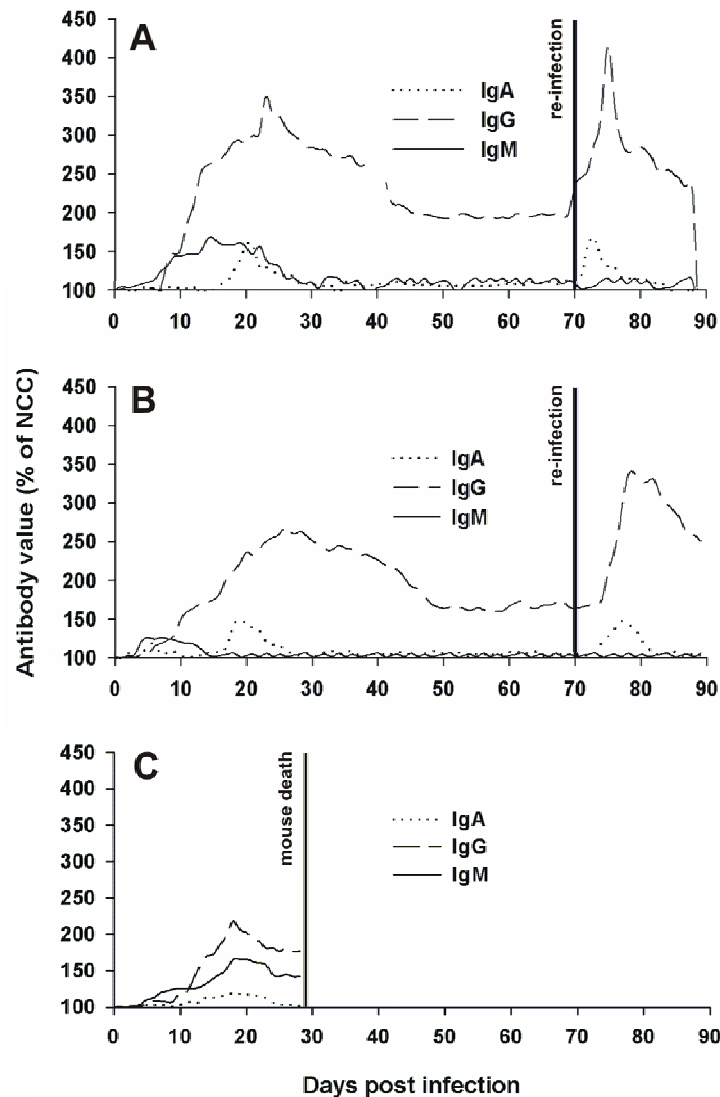 A
450
400
350
300
250
200
150
100
IgA
IgG
IgM
re-infection
0 10 20 30 40 50 60 70 80 90
B
450
400
350
300
250
200
150
100
IgA
IgG
IgM
re-infection
0 10 20 30 40 50 60 70 80 90
Antibody value (% of NCC)
C
450
400
350
300
250
200
150
100
mouse death
IgA
IgG
IgM
0 10 20 30 40 50 60 70 80 90
Days post infection